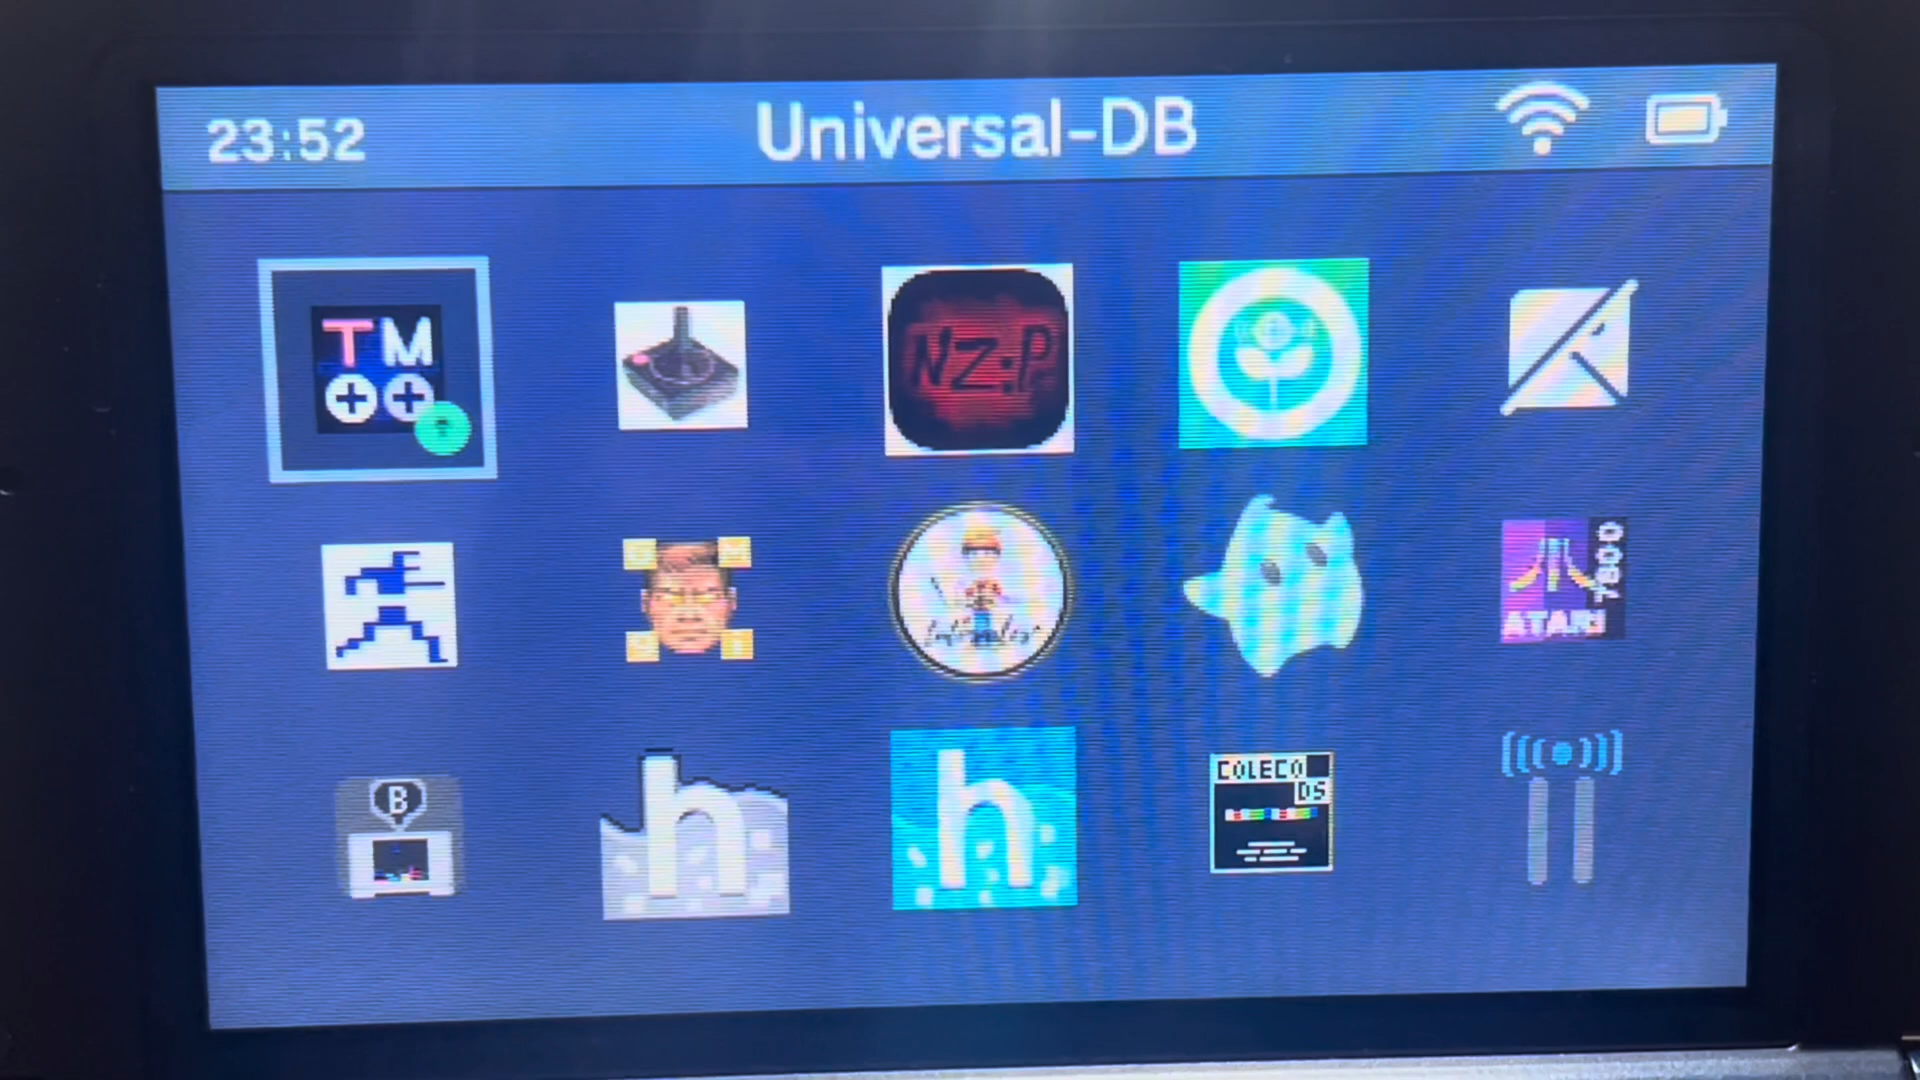 23:52 Universal-DB
TM
NZ:P
G M
ATARI 7800
B
h h
COLECO
DS